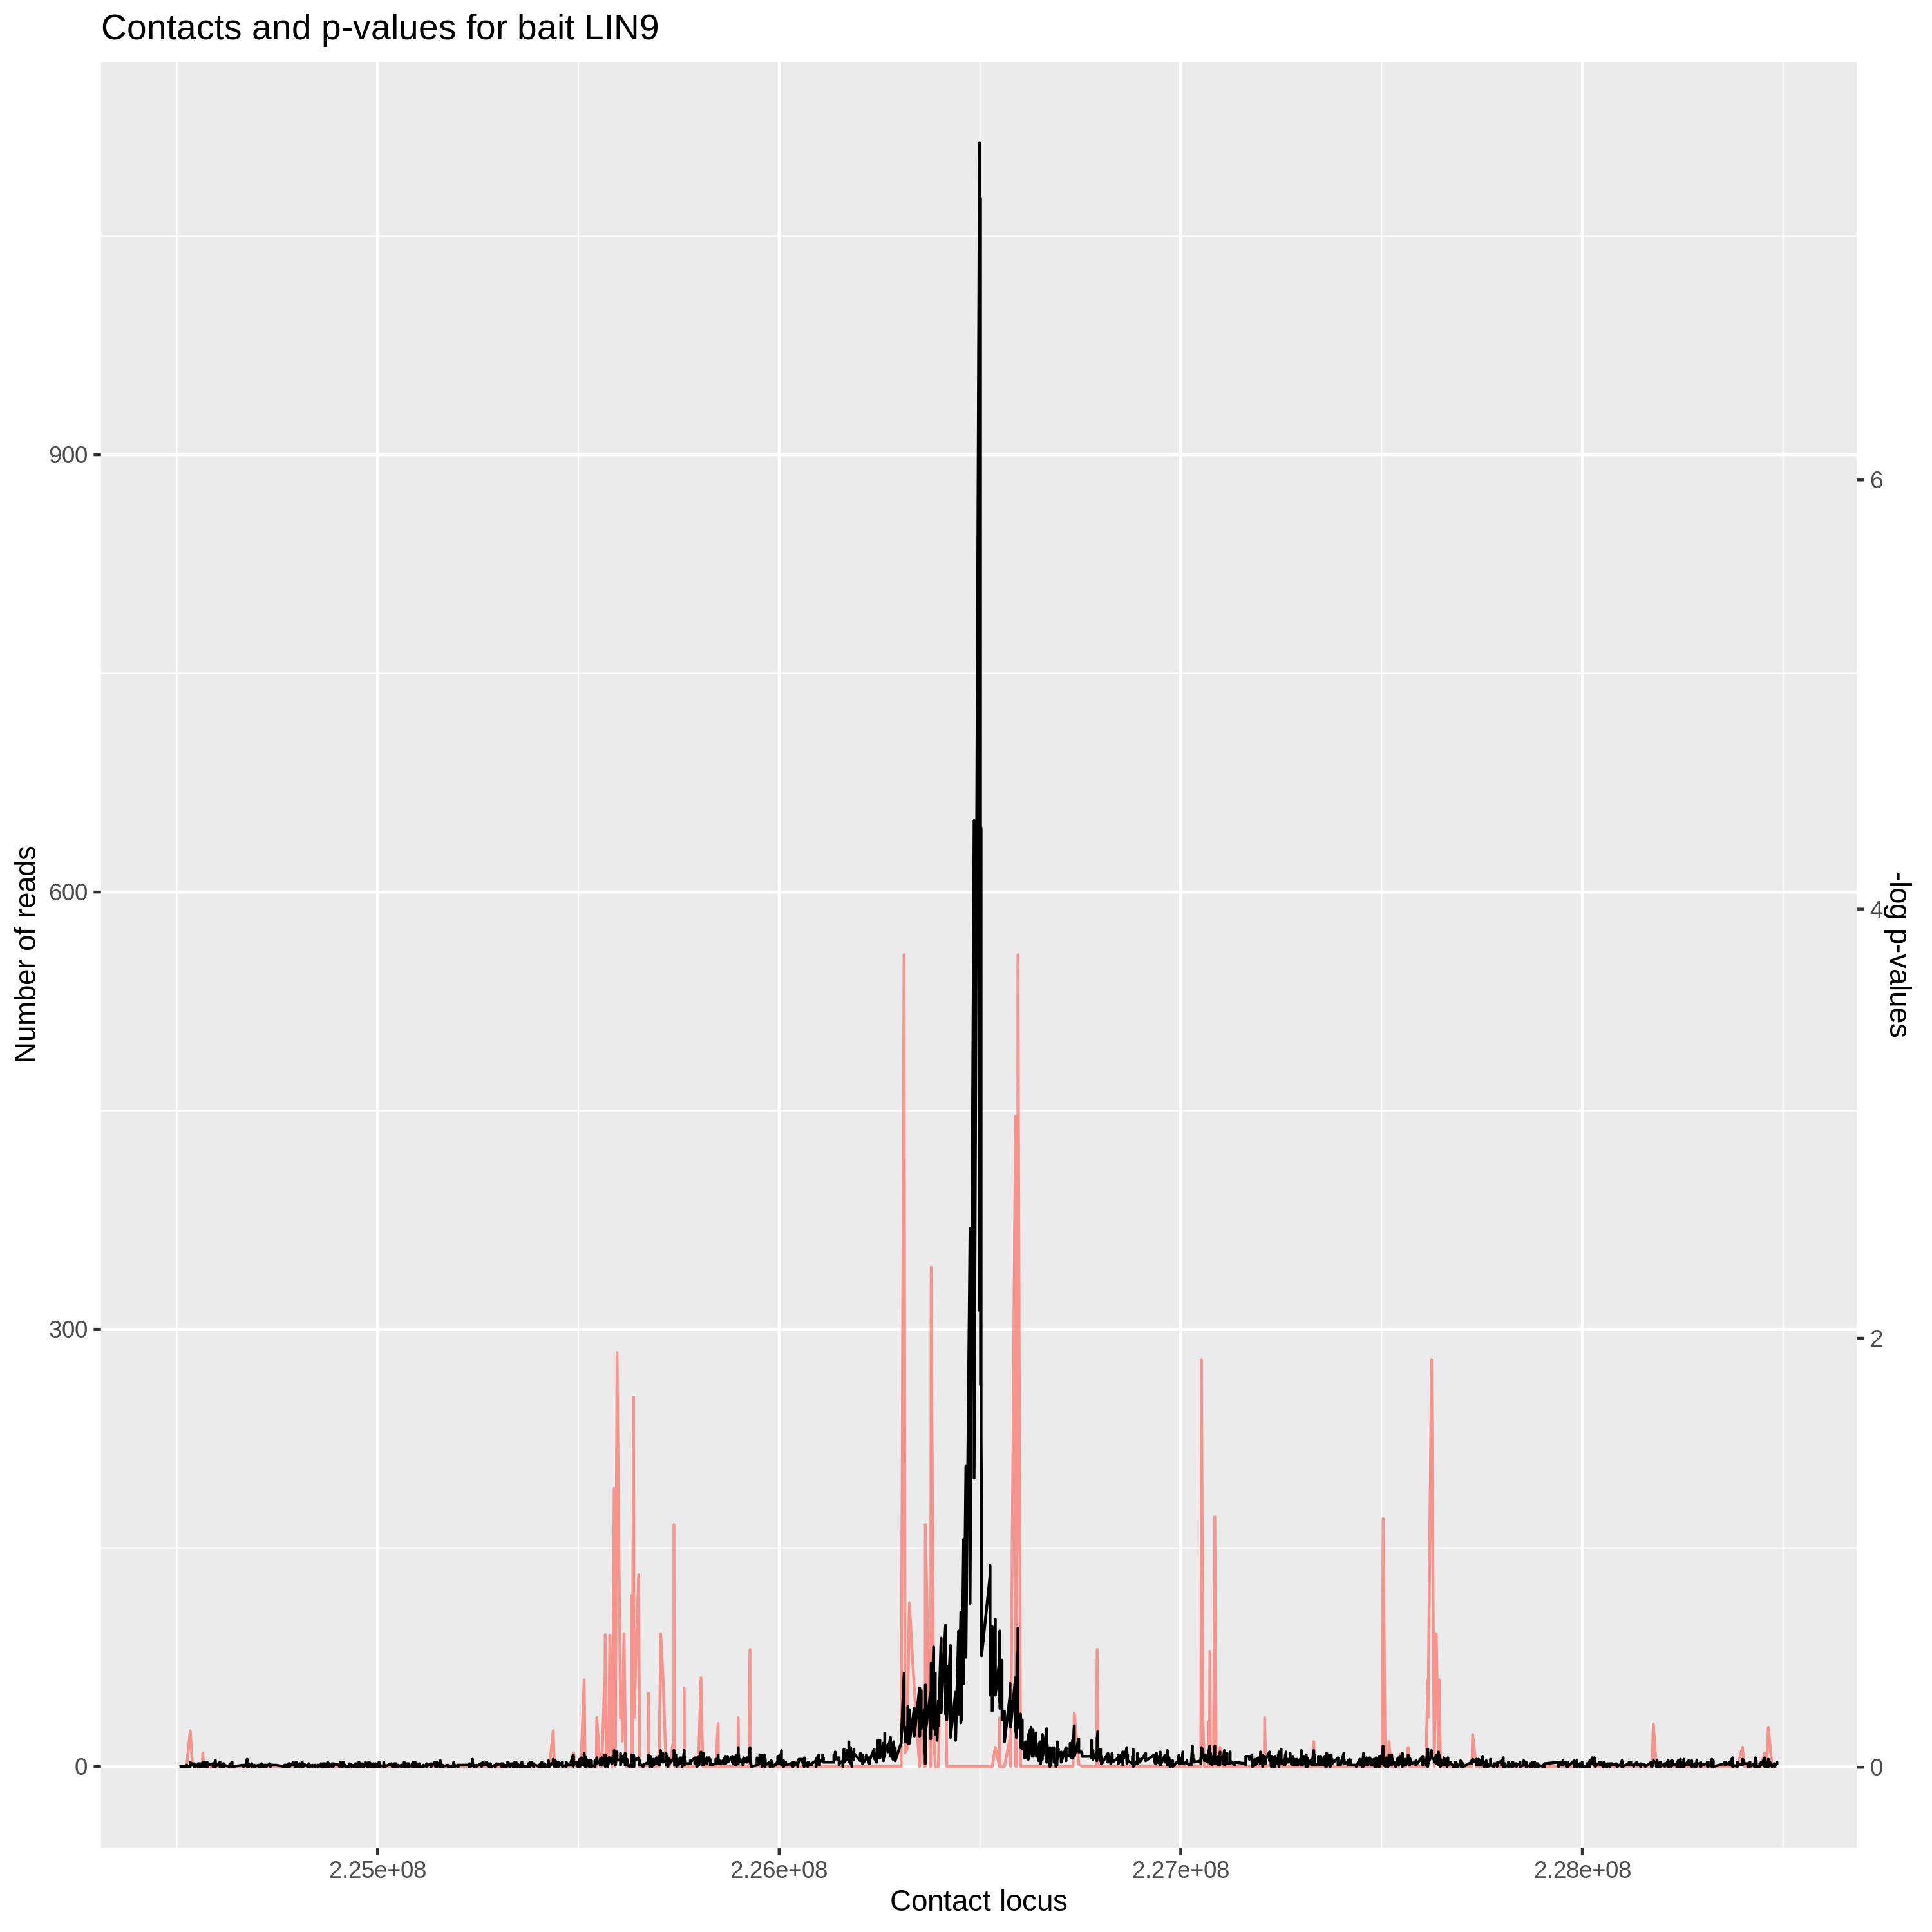 Contacts and p-values for bait LIN9
Number of reads
900
600
300
0
6
4
2
0
-log p-values
2.25e+08 2.26e+08 2.27e+08 2.28e+08
Contact locus